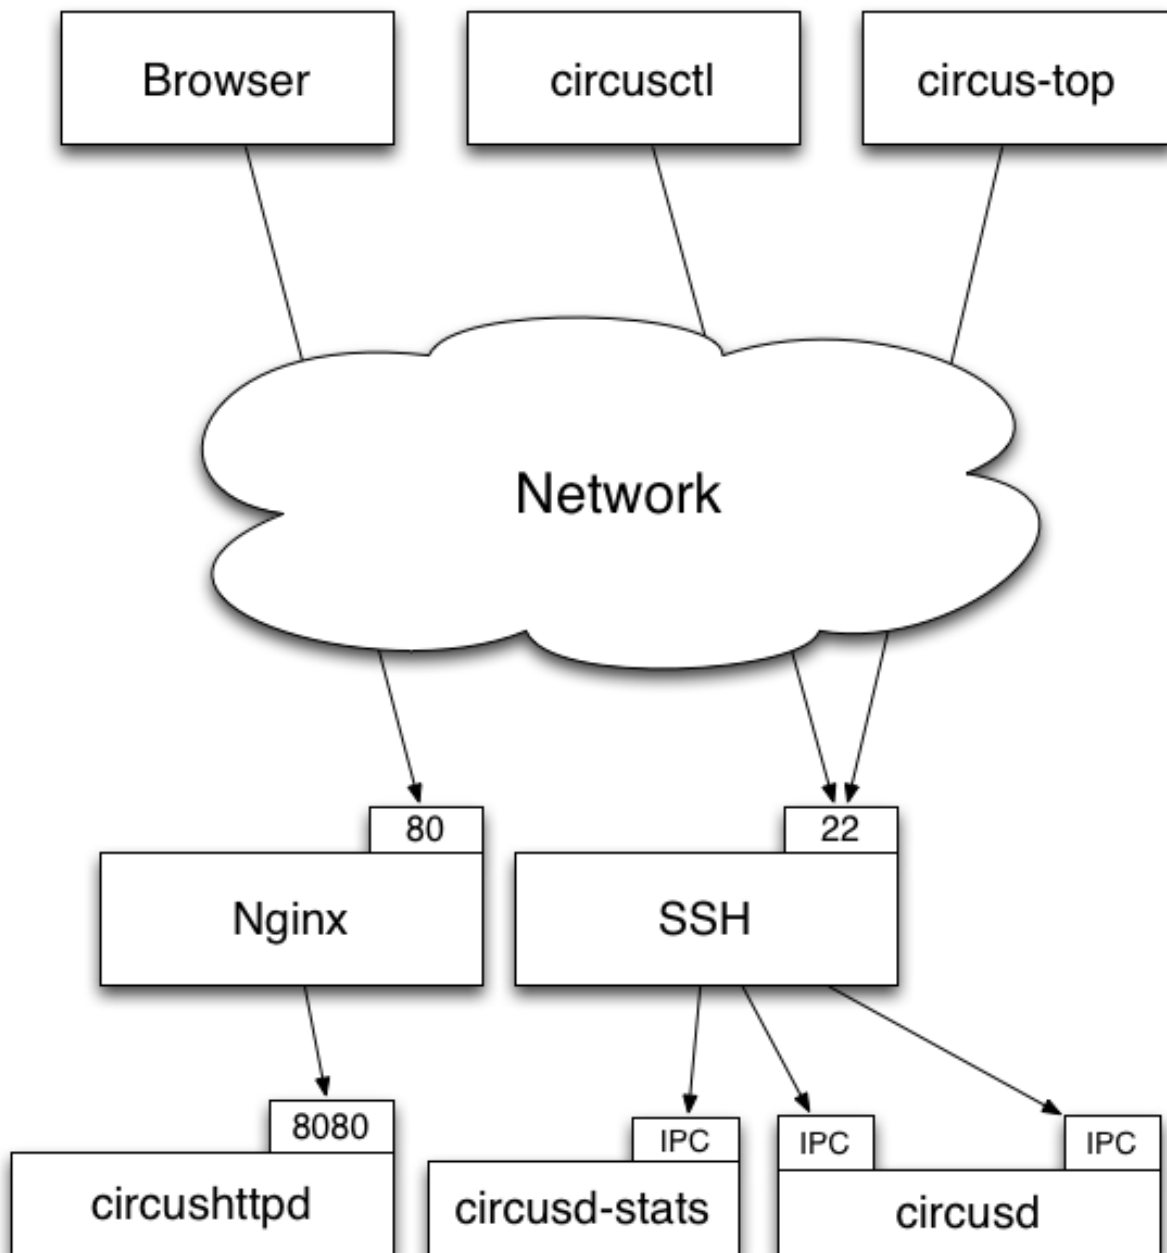 Browser
circusctl
circus-top
Network
80
22
Nginx
SSH
8080
IPC
IPC
IPC
circushttpd
circusd-stats
circusd